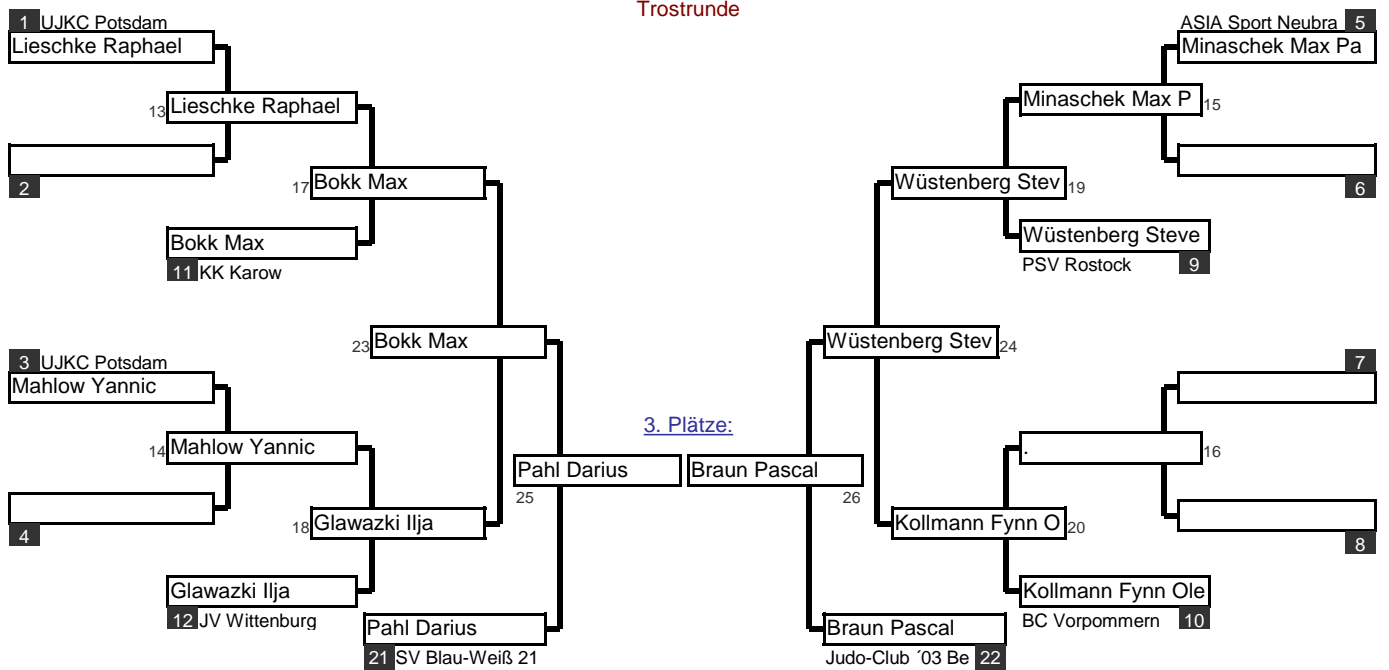 Trostrunde
1 UJKC Potsdam
Lieschke Raphael
ASIA Sport Neubra 5
Minaschek Max Pa
13 Lieschke Raphael
Minaschek Max P 15
2
17 Bokk Max
Wüstenberg Stev 19
6
Bokk Max
11 KK Karow
Wüstenberg Steve
PSV Rostock 9
23 Bokk Max
Wüstenberg Stev 24
3 UJKC Potsdam
Mahlow Yannic
7
3. Plätze:
14 Mahlow Yannic
. 16
Pahl Darius
25
Braun Pascal
26
4
18 Glawazki Ilja
Kollmann Fynn O 20
8
Glawazki Ilja
12 JV Wittenburg
Kollmann Fynn Ole
BC Vorpommern 10
Pahl Darius
21 SV Blau-Weiß 21
Braun Pascal
Judo-Club ´03 Be 22